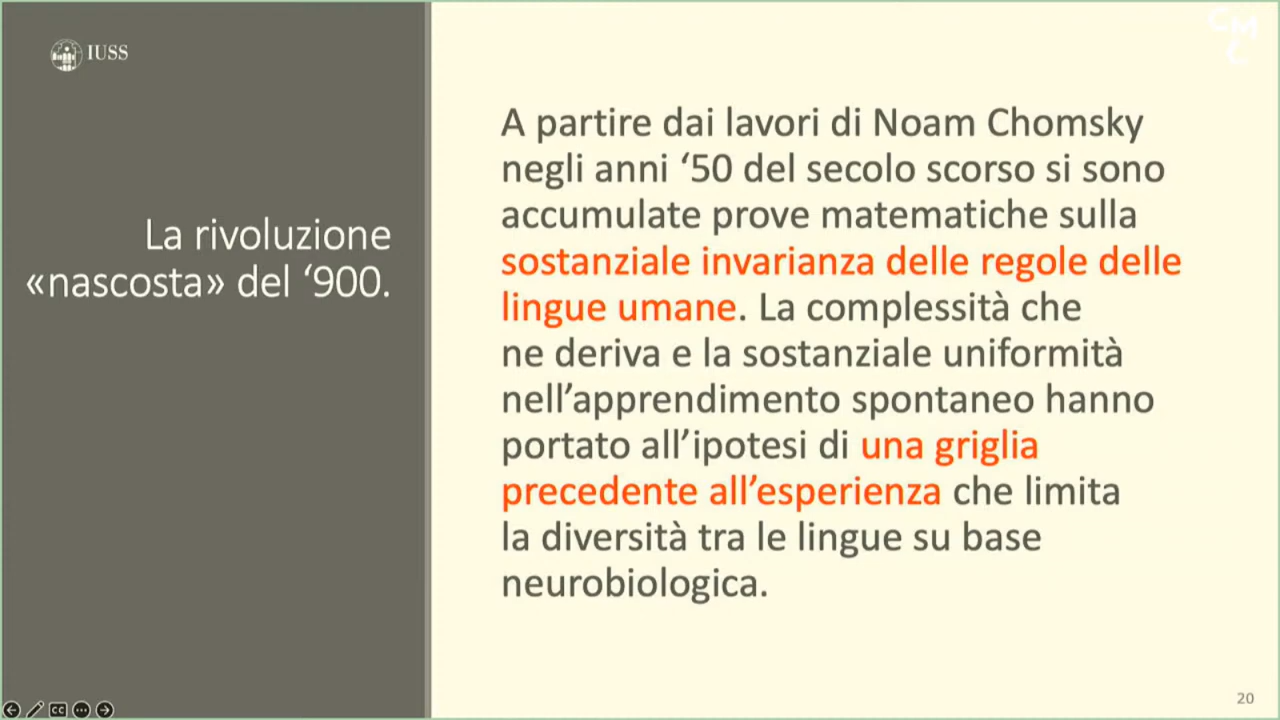 IUSS
CMC
La rivoluzione
«nascosta» del ‘900.
A partire dai lavori di Noam Chomsky
negli anni ‘50 del secolo scorso si sono
accumulate prove matematiche sulla
sostanziale invarianza delle regole delle
lingue umane. La complessità che
ne deriva e la sostanziale uniformità
nell’apprendimento spontaneo hanno
portato all’ipotesi di una griglia
precedente all’esperienza che limita
la diversità tra le lingue su base
neurobiologica.
CC
20